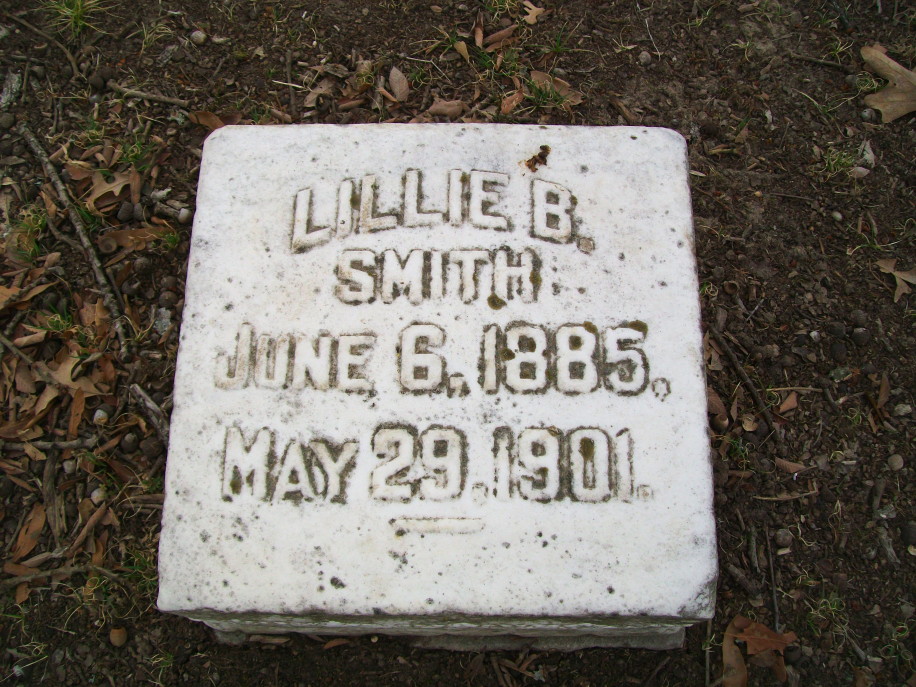 LILLIE B.
SMITH
JUNE 6, 1885.
MAY 29, 1901.